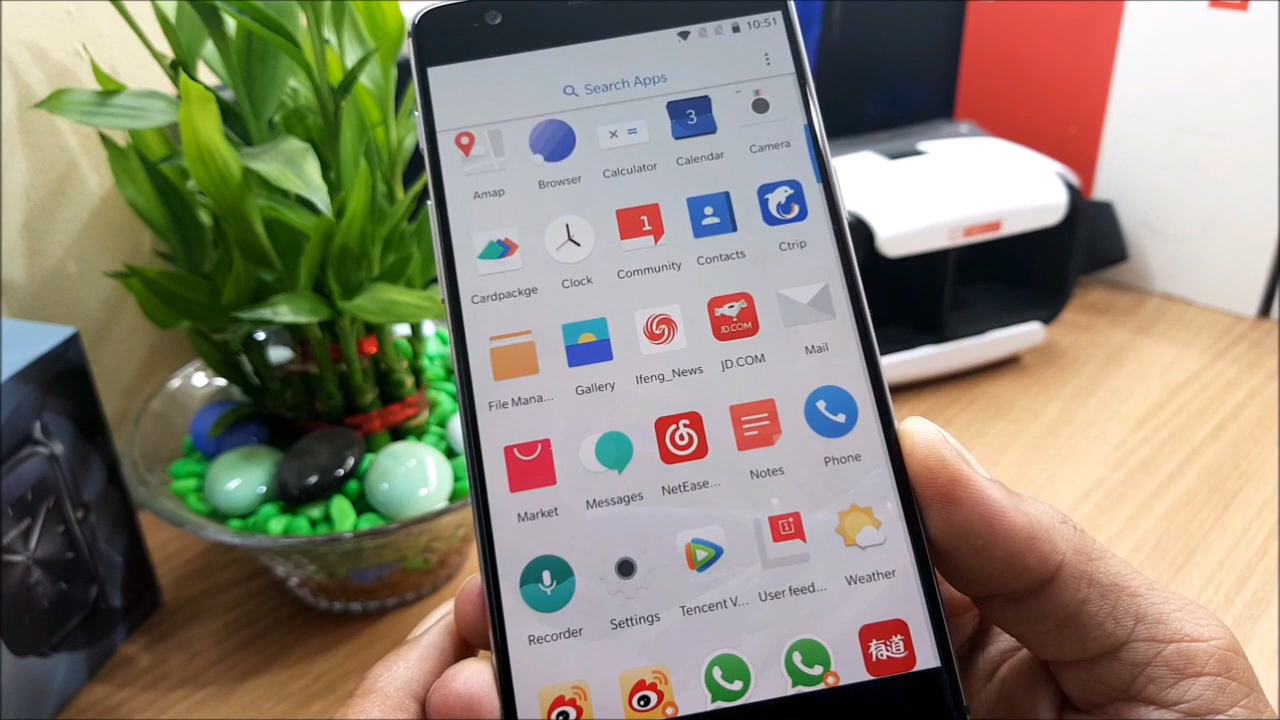 10:51
Search Apps
Amap
Browser
× =
Calculator
3
Calendar
Camera
Cardpackge
Clock
1
Community
Contacts
Ctrip
File Mana...
Gallery
Ifeng_News
JD.COM
JD.COM
Mail
Market
Messages
NetEase...
Notes
Phone
Recorder
Settings
Tencent V...
1+
User feed...
Weather
有道